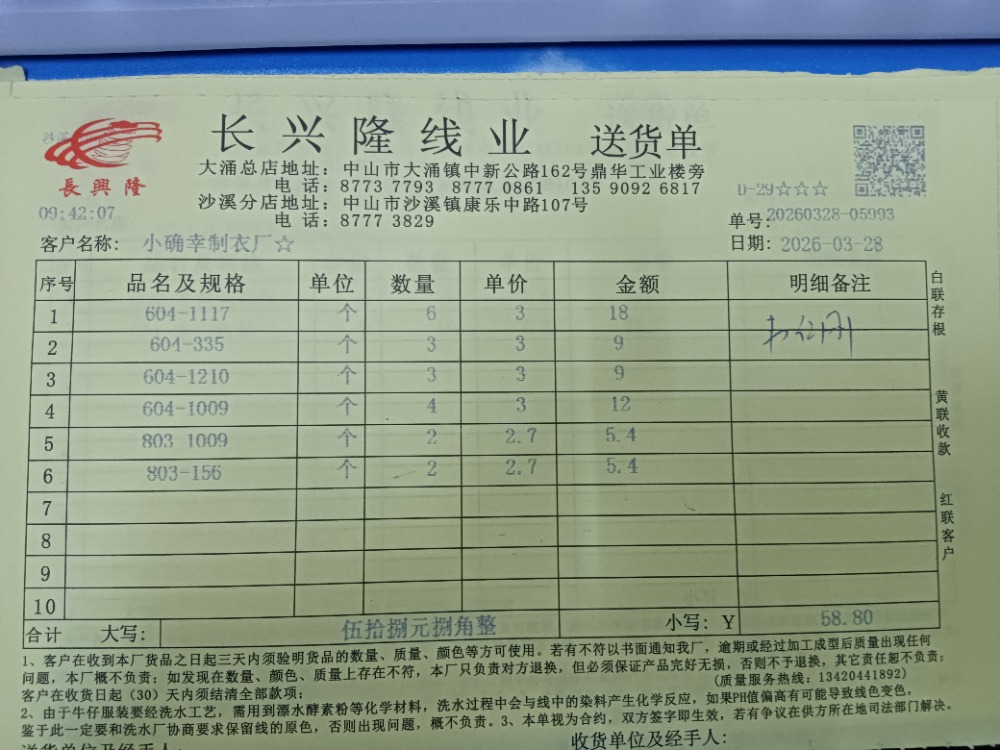 长兴隆线业 送货单
長興隆
大涌总店地址：中山市大涌镇中新公路162号鼎华工业楼旁
电 话：8773 7793 8777 0861 135 9092 6817
D-29☆☆☆
沙溪分店地址：中山市沙溪镇康乐中路107号
09:42:07
电 话：8777 3829
单号:20260328-05993
客户名称: 小确幸制衣厂☆
日期: 2026-03-28
序号 品名及规格 单位 数量 单价 金额 明细备注
1 604-1117 个 6 3 18
2 604-335 个 3 3 9
3 604-1210 个 3 3 9
4 604-1009 个 4 3 12
5 803 1009 个 2 2.7 5.4
6 803-156 个 2 2.7 5.4
7
8
9
10
合计 大写: 伍拾捌元捌角整 小写: Y 58.80
白联存根
黄联收款
红联客户
1、客户在收到本厂货品之日起三天内须验明货品的数量、质量、颜色等方可使用。若有不符以书面通知我厂，逾期或经过加工成型后质量出现任何
问题，本厂概不负责；如发现在数量、颜色、质量上存在不符，本厂只负责对方退换，但必须保证产品完好无损，否则不予退换，其它责任恕不负责；
客户在收货日起（30）天内须结清全部款项； (质量服务热线：13420441892)
2、由于牛仔服装要经洗水工艺，需用到漂水酵素粉等化学材料，洗水过程中会与线中的染料产生化学反应，如果PH值偏高有可能导致线色变色，
鉴于此一定要和洗水厂协商要求保留线的原色，否则出现问题，概不负责。3、本单视为合约，双方签字即生效，若有争议在供方所在地司法部门解决。
送货单位及经手人: 收货单位及经手人: